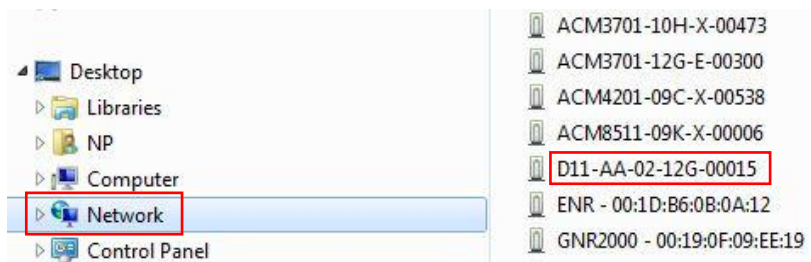 Desktop
Libraries
NP
Computer
Network
Control Panel
ACM3701-10H-X-00473
ACM3701-12G-E-00300
ACM4201-09C-X-00538
ACM8511-09K-X-00006
D11-AA-02-12G-00015
ENR - 00:1D:B6:0B:0A:12
GNR2000 - 00:19:0F:09:EE:19